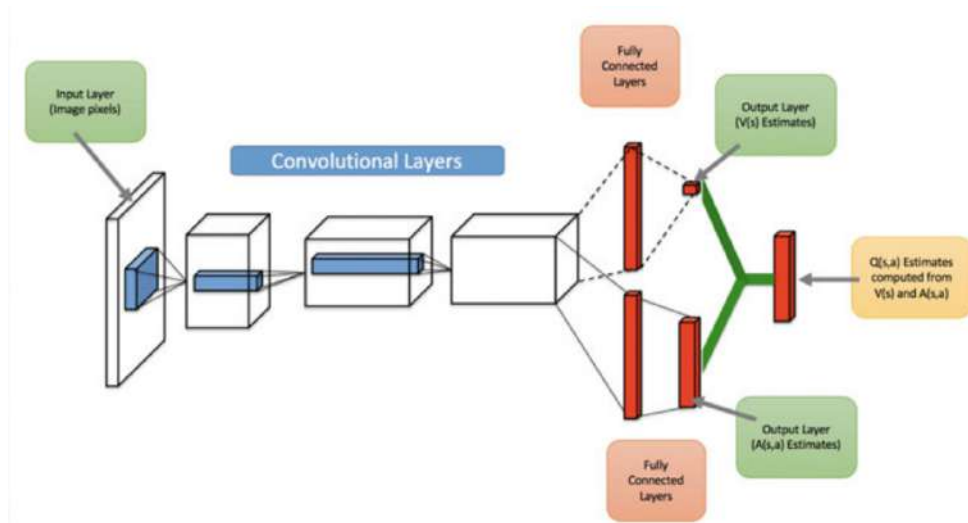 Fully
Connected
Layers
Input Layer
(Image pixels)
Output Layer
(V(s) Estimates)
Convolutional Layers
Q(s,a) Estimates
computed from
V(s) and A(s,a)
Output Layer
(A(s,a) Estimates)
Fully
Connected
Layers